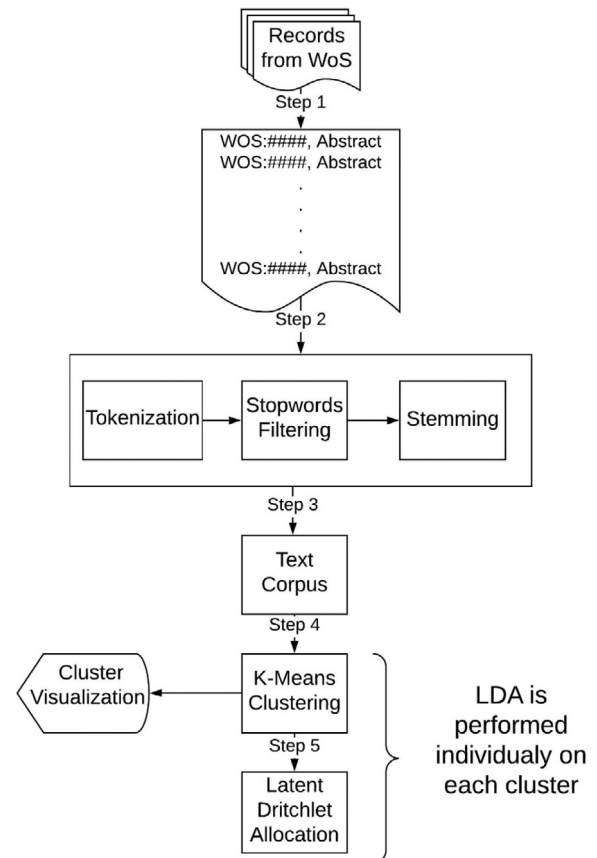 Records
from WoS
Step 1
WOS:####, Abstract
WOS:####, Abstract
.
.
.
.
WOS:####, Abstract
Step 2
Tokenization
Stopwords
Filtering
Stemming
Step 3
Text
Corpus
Step 4
Cluster
Visualization
K-Means
Clustering
Step 5
Latent
Dritchlet
Allocation
LDA is
performed
individualy on
each cluster